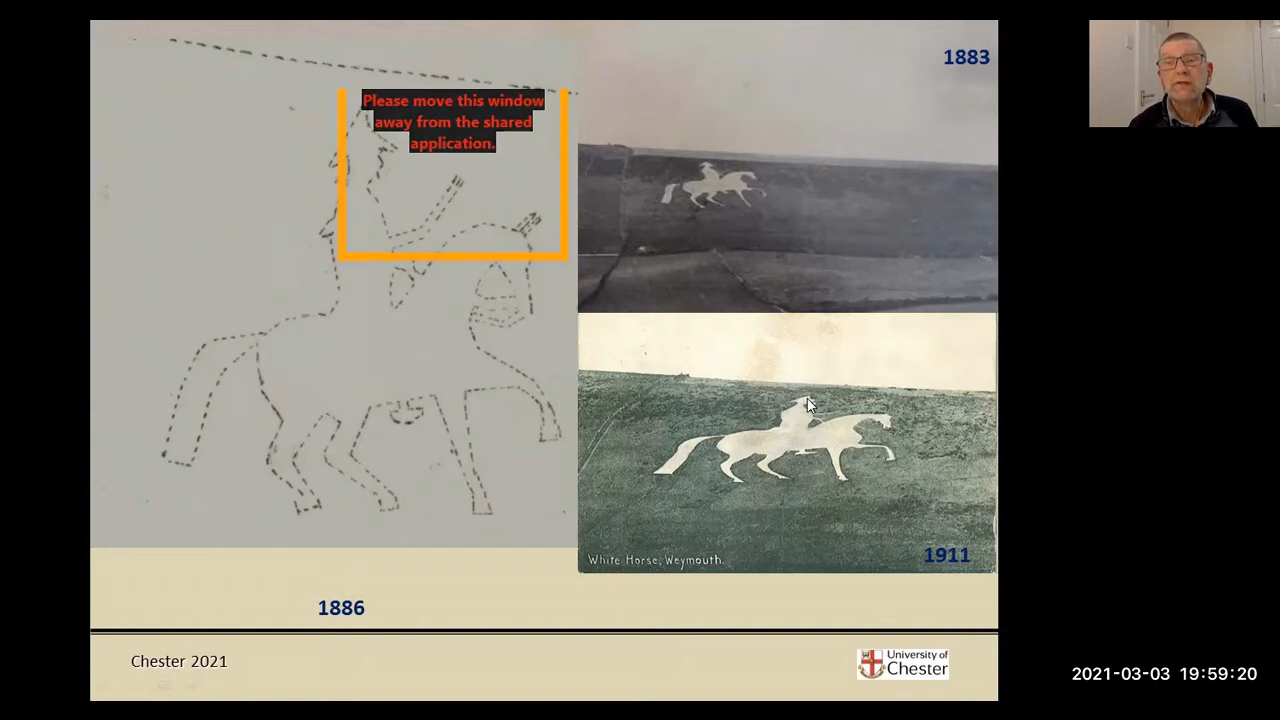 1883
Please move this window
away from the shared
application.
White Horse, Weymouth.
1911
1886
Chester 2021
University of
Chester
2021-03-03 19:59:20